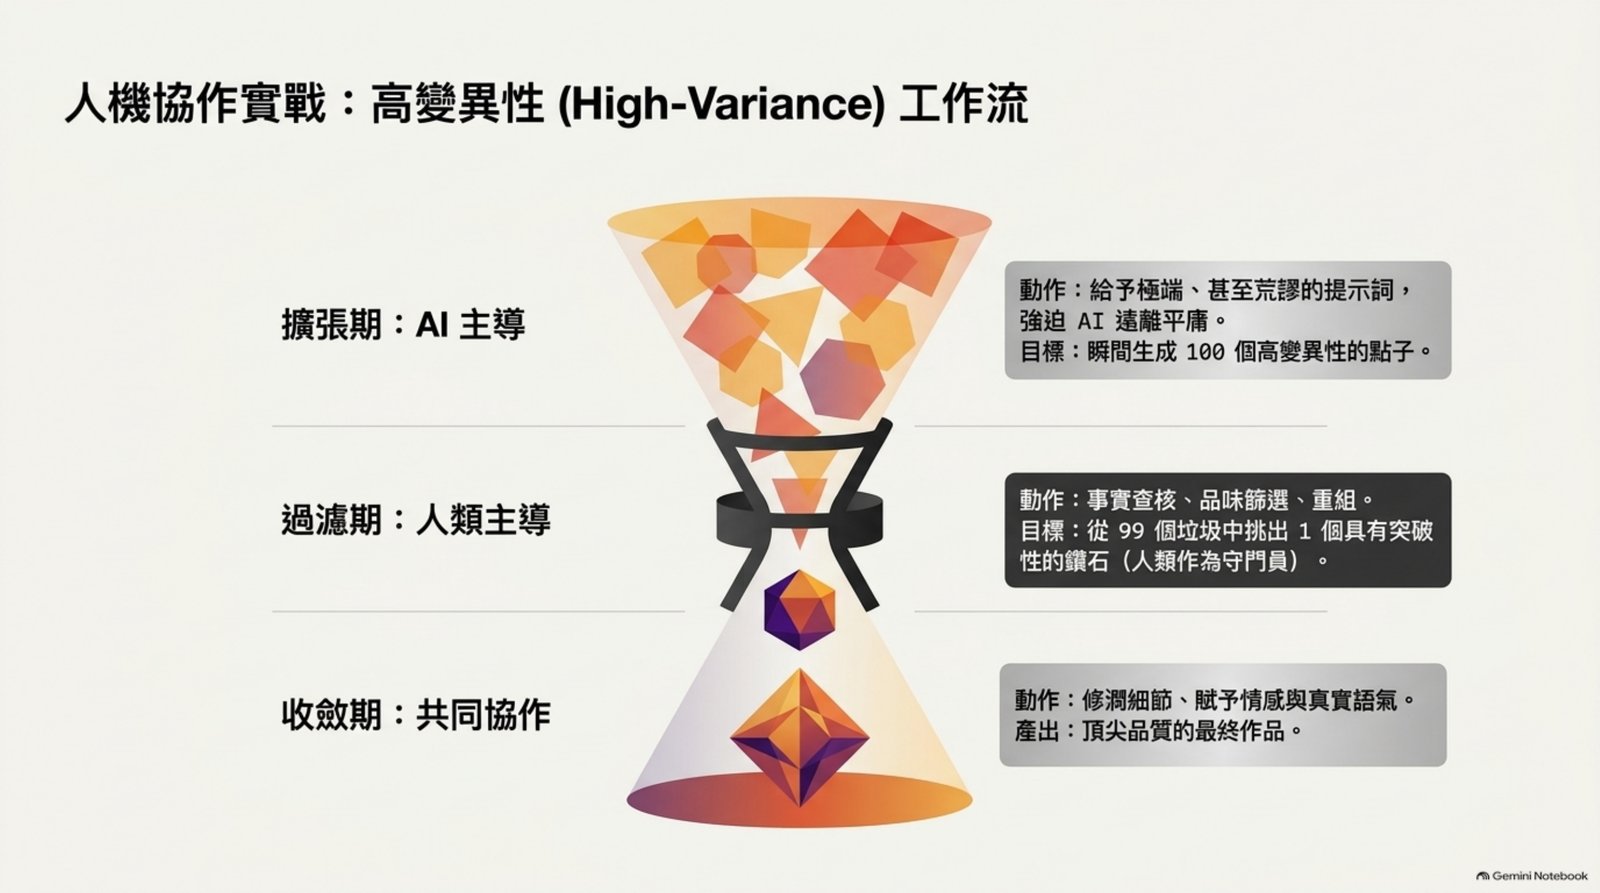 人機協作實戰：高變異性 (High-Variance) 工作流
擴張期：AI 主導
動作：給予極端、甚至荒謬的提示詞，
強迫 AI 遠離平庸。
目標：瞬間生成 100 個高變異性的點子。
過濾期：人類主導
動作：事實查核、品味篩選、重組。
目標：從 99 個垃圾中挑出 1 個具有突破
性的鑽石（人類作為守門員）。
收斂期：共同協作
動作：修潤細節、賦予情感與真實語氣。
產出：頂尖品質的最終作品。
Gemini Notebook